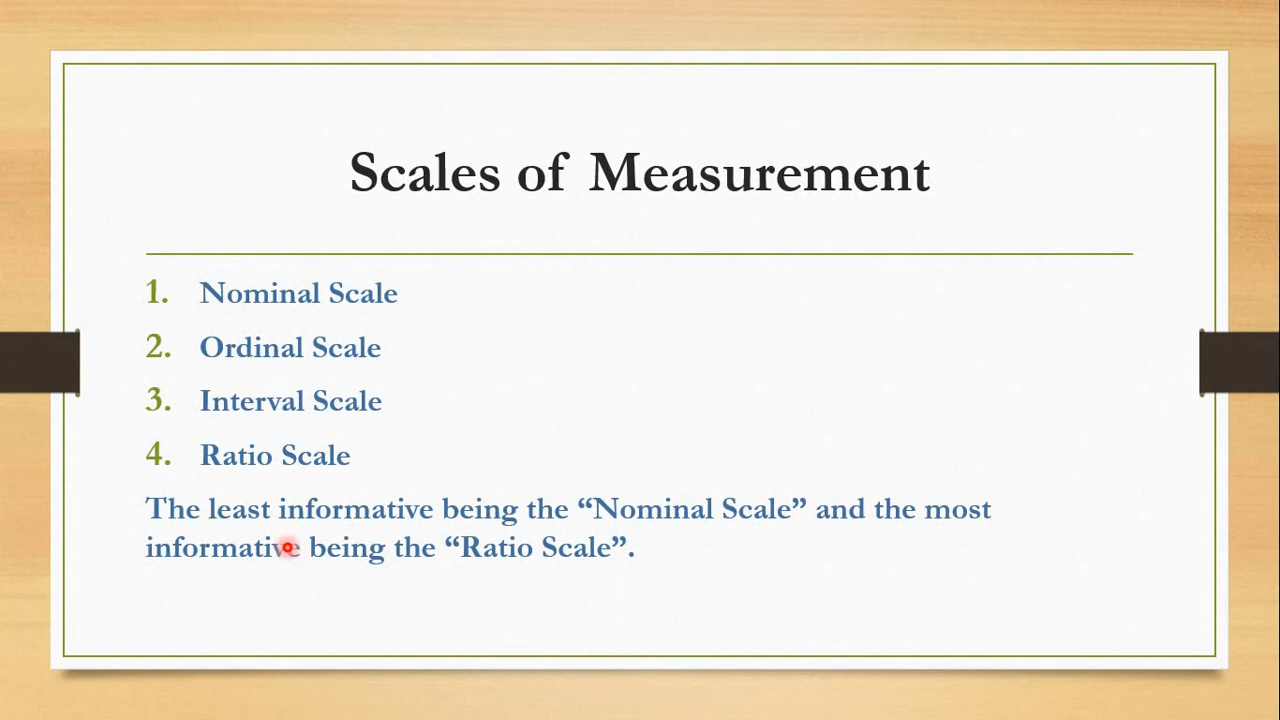 Scales of Measurement
1. Nominal Scale
2. Ordinal Scale
3. Interval Scale
4. Ratio Scale
The least informative being the “Nominal Scale” and the most
informative being the “Ratio Scale”.